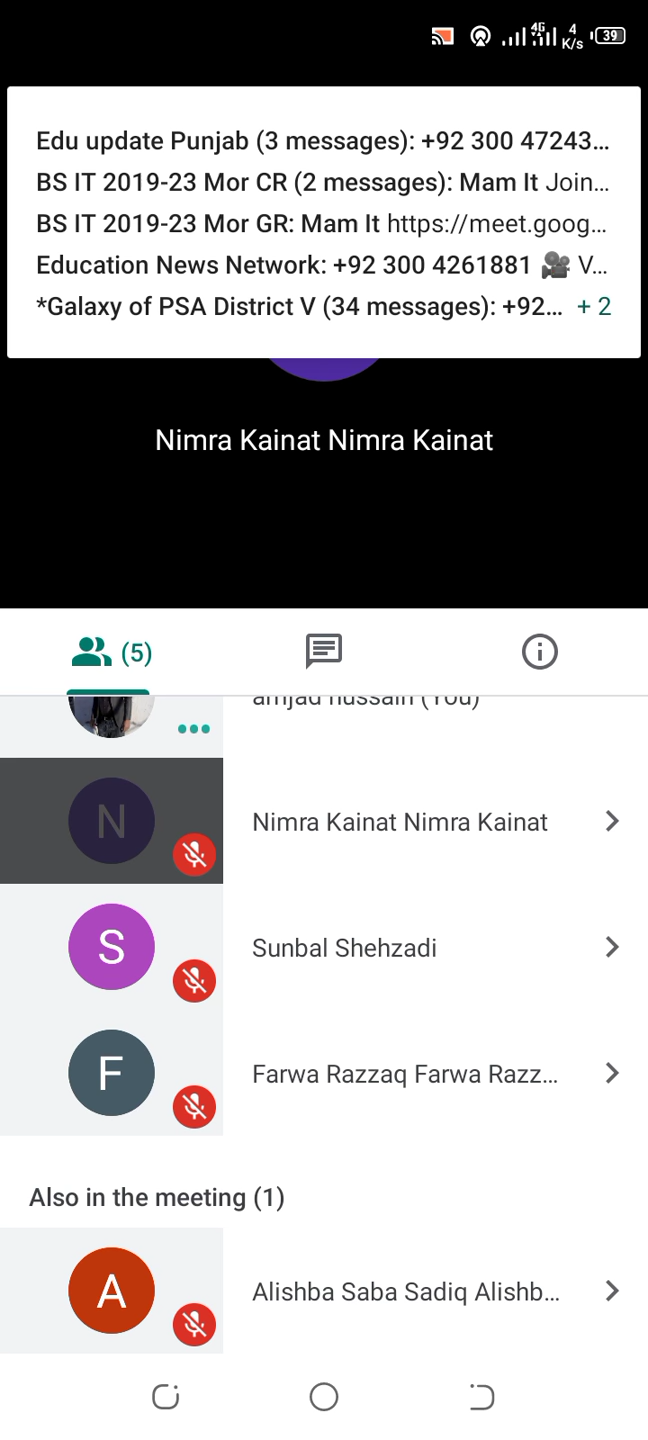 4G
4
K/s
39
Edu update Punjab (3 messages): +92 300 47243...
BS IT 2019-23 Mor CR (2 messages): Mam It Join...
BS IT 2019-23 Mor GR: Mam It https://meet.goog...
Education News Network: +92 300 4261881 🎥 V...
*Galaxy of PSA District V (34 messages): +92... + 2
Nimra Kainat Nimra Kainat
(5)
amjad hussain (You)
N
Nimra Kainat Nimra Kainat
S
Sunbal Shehzadi
F
Farwa Razzaq Farwa Razz...
Also in the meeting (1)
A
Alishba Saba Sadiq Alishb...